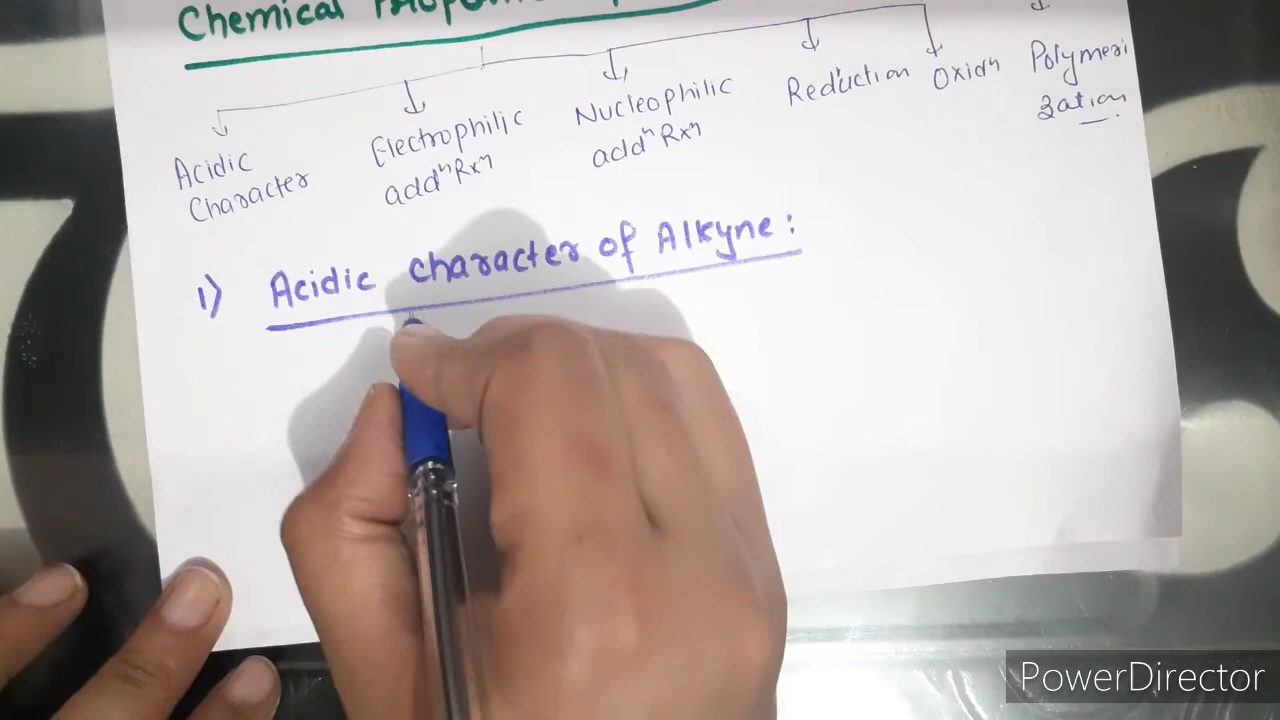 Chemical
Acidic
Character
Electrophilic
addⁿ Rxⁿ
Nucleophilic
addⁿ Rxⁿ
Reduction
Oxidⁿ
Polymeri
zation
1) Acidic character of Alkyne:
PowerDirector